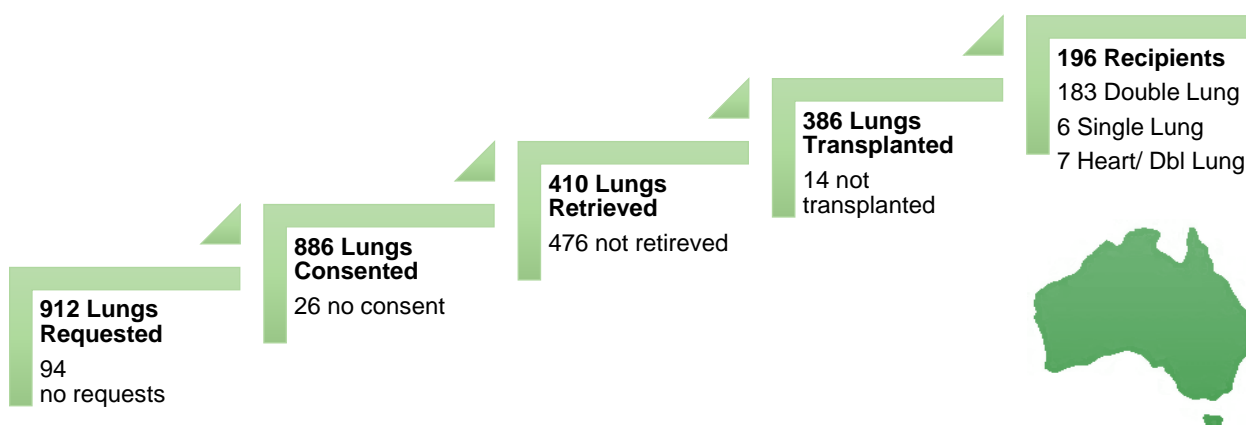 912 Lungs
Requested
94
no requests
886 Lungs
Consented
26 no consent
410 Lungs
Retrieved
476 not retireved
386 Lungs
Transplanted
14 not
transplanted
196 Recipients
183 Double Lung
6 Single Lung
7 Heart/ Dbl Lung